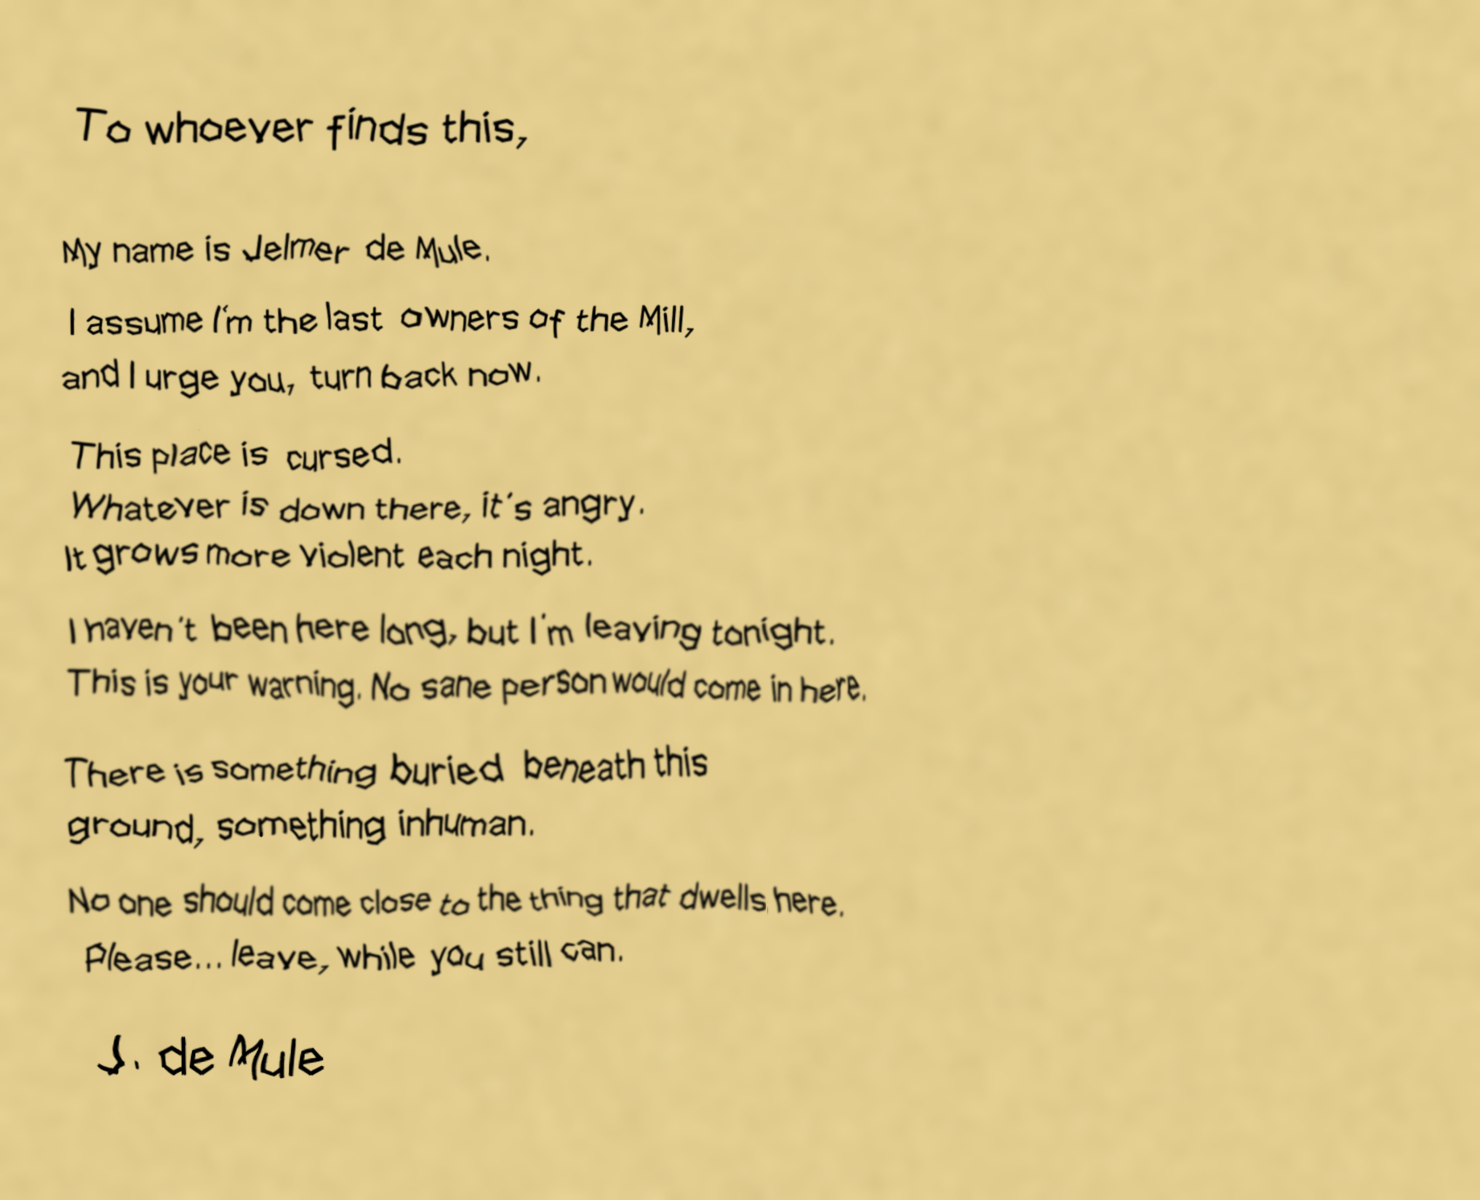 To whoever finds this,
My name is Jelmer de Mule.
I assume I'm the last owners of the Mill,
and I urge you, turn back now.
This place is cursed.
Whatever is down there, it's angry.
It grows more violent each night.
I haven't been here long, but I'm leaving tonight.
This is your warning. No sane person would come in here.
There is something buried beneath this
ground, something inhuman.
No one should come close to the thing that dwells here.
Please... leave, while you still can.
J. de Mule